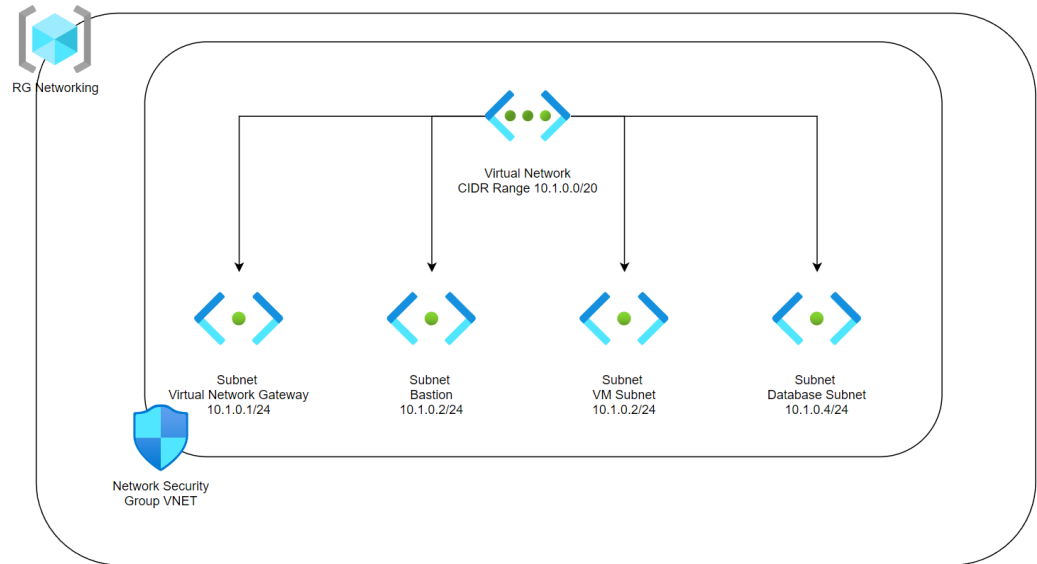 RG Networking
Virtual Network
CIDR Range 10.1.0.0/20
Subnet
Virtual Network Gateway
10.1.0.1/24
Subnet
Bastion
10.1.0.2/24
Subnet
VM Subnet
10.1.0.2/24
Subnet
Database Subnet
10.1.0.4/24
Network Security
Group VNET